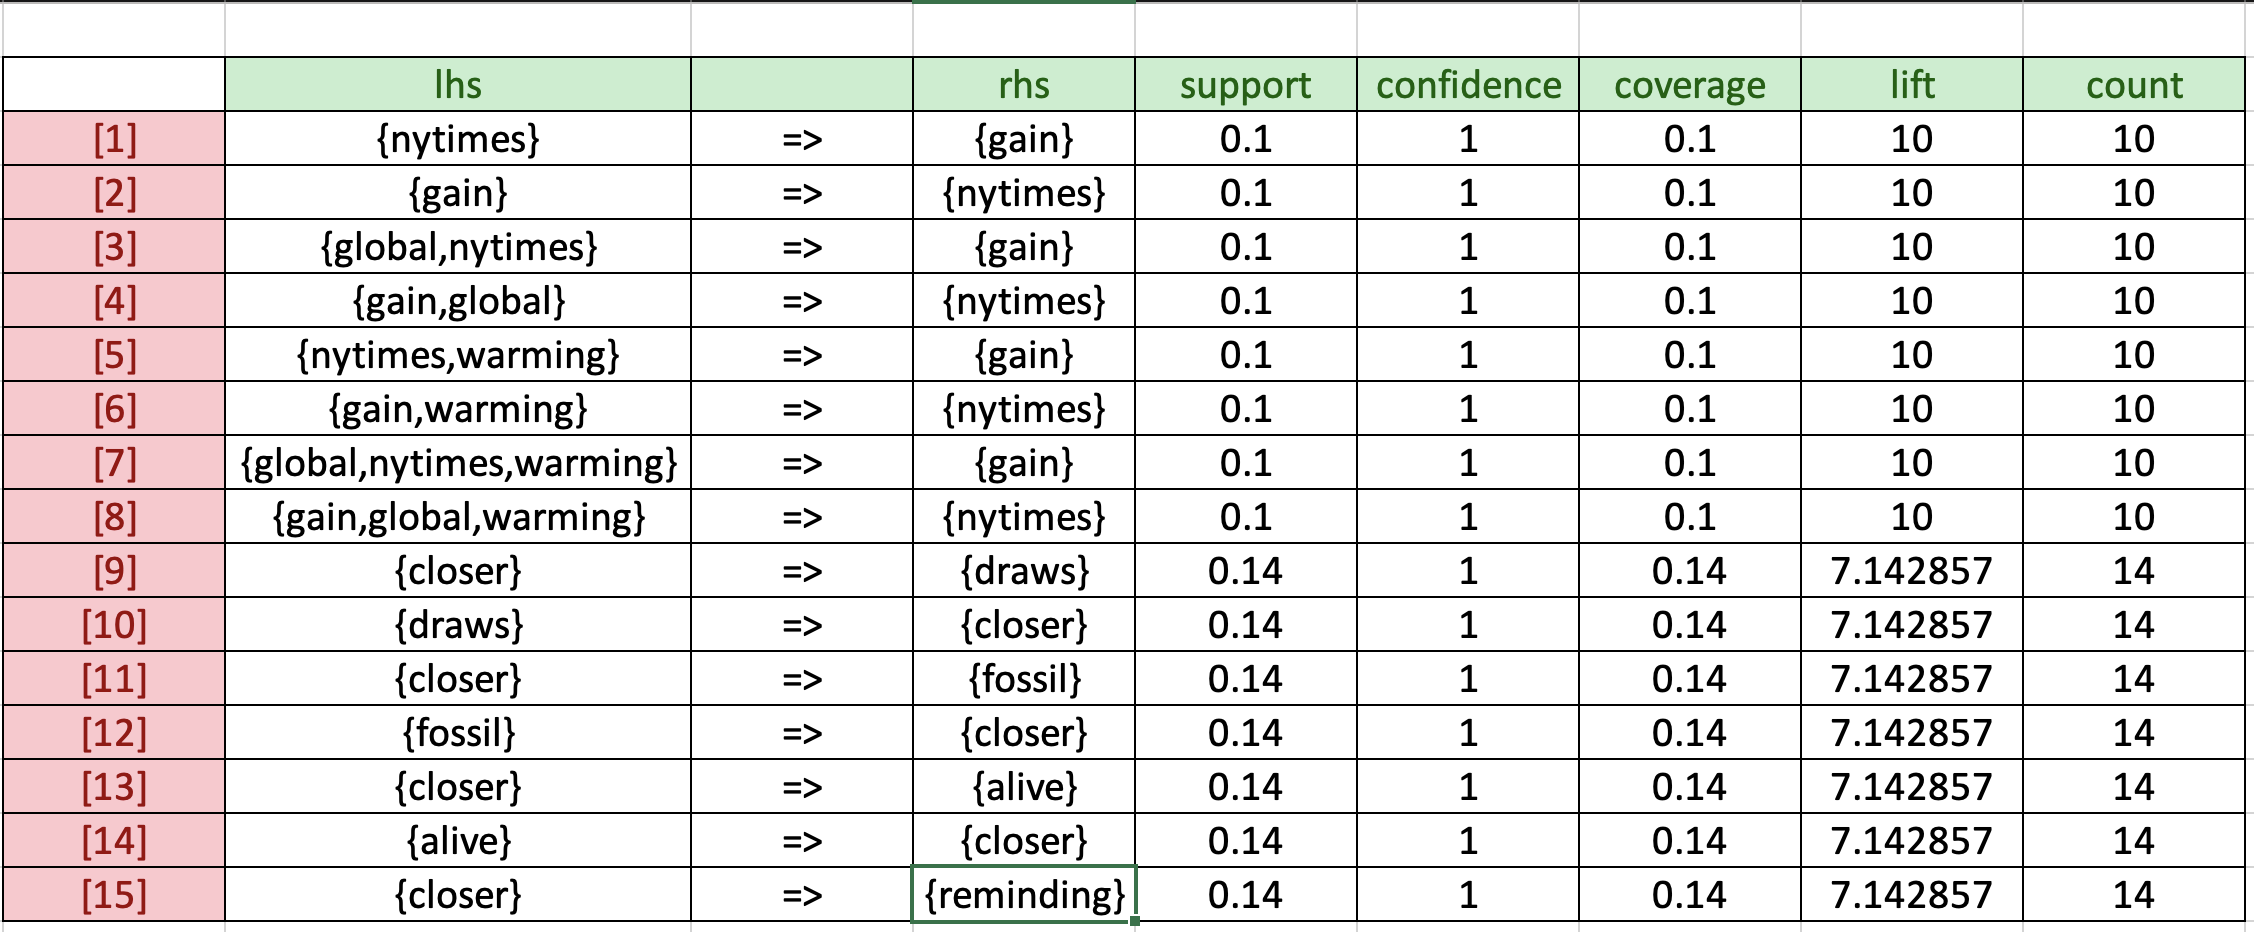 lhs rhs support confidence coverage lift count
[1] {nytimes} => {gain} 0.1 1 0.1 10 10
[2] {gain} => {nytimes} 0.1 1 0.1 10 10
[3] {global,nytimes} => {gain} 0.1 1 0.1 10 10
[4] {gain,global} => {nytimes} 0.1 1 0.1 10 10
[5] {nytimes,warming} => {gain} 0.1 1 0.1 10 10
[6] {gain,warming} => {nytimes} 0.1 1 0.1 10 10
[7] {global,nytimes,warming} => {gain} 0.1 1 0.1 10 10
[8] {gain,global,warming} => {nytimes} 0.1 1 0.1 10 10
[9] {closer} => {draws} 0.14 1 0.14 7.142857 14
[10] {draws} => {closer} 0.14 1 0.14 7.142857 14
[11] {closer} => {fossil} 0.14 1 0.14 7.142857 14
[12] {fossil} => {closer} 0.14 1 0.14 7.142857 14
[13] {closer} => {alive} 0.14 1 0.14 7.142857 14
[14] {alive} => {closer} 0.14 1 0.14 7.142857 14
[15] {closer} => {reminding} 0.14 1 0.14 7.142857 14